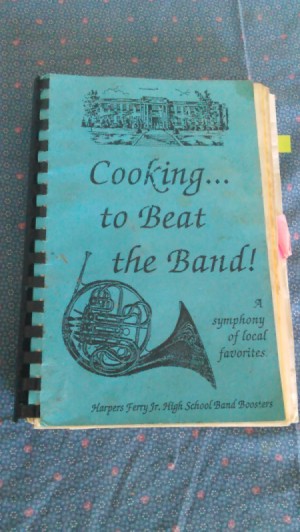 Cooking...
to Beat
the Band!
A
symphony
of local
favorites.
Harpers Ferry Jr. High School Band Boosters